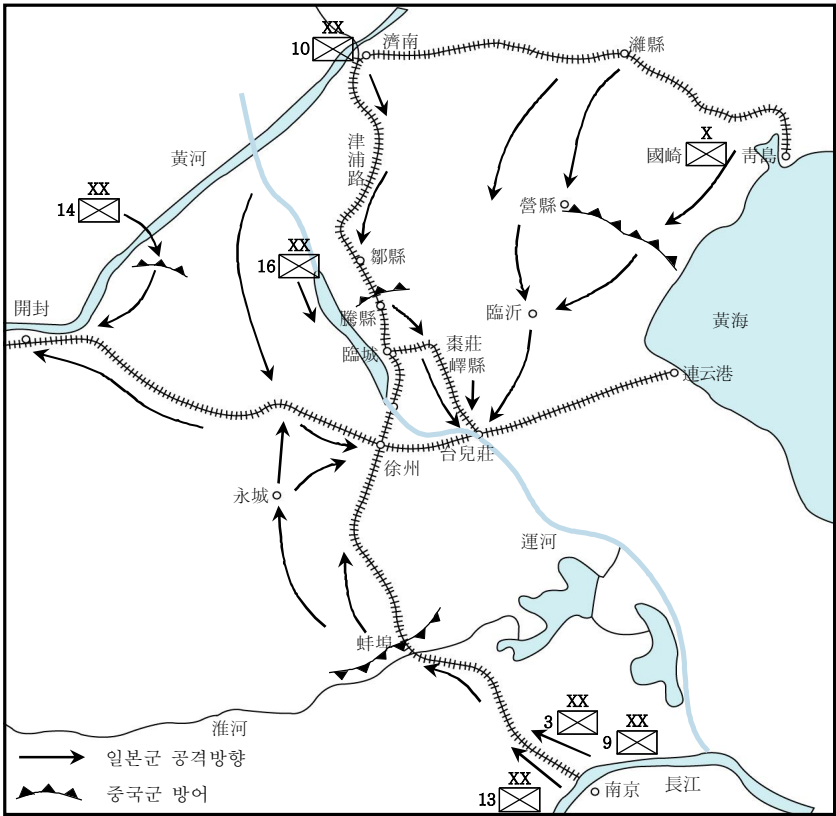 XX
10
濟南
濰縣
津浦路
黃河
X
國崎
靑島
XX
14
營縣
XX
16
鄒縣
開封
滕縣
臨沂
黃海
臨城
棗莊
嶧縣
連云港
台兒莊
徐州
永城
運河
蚌埠
淮河
XX
3
XX
9
일본군 공격방향
중국군 방어
XX
13
南京
長江